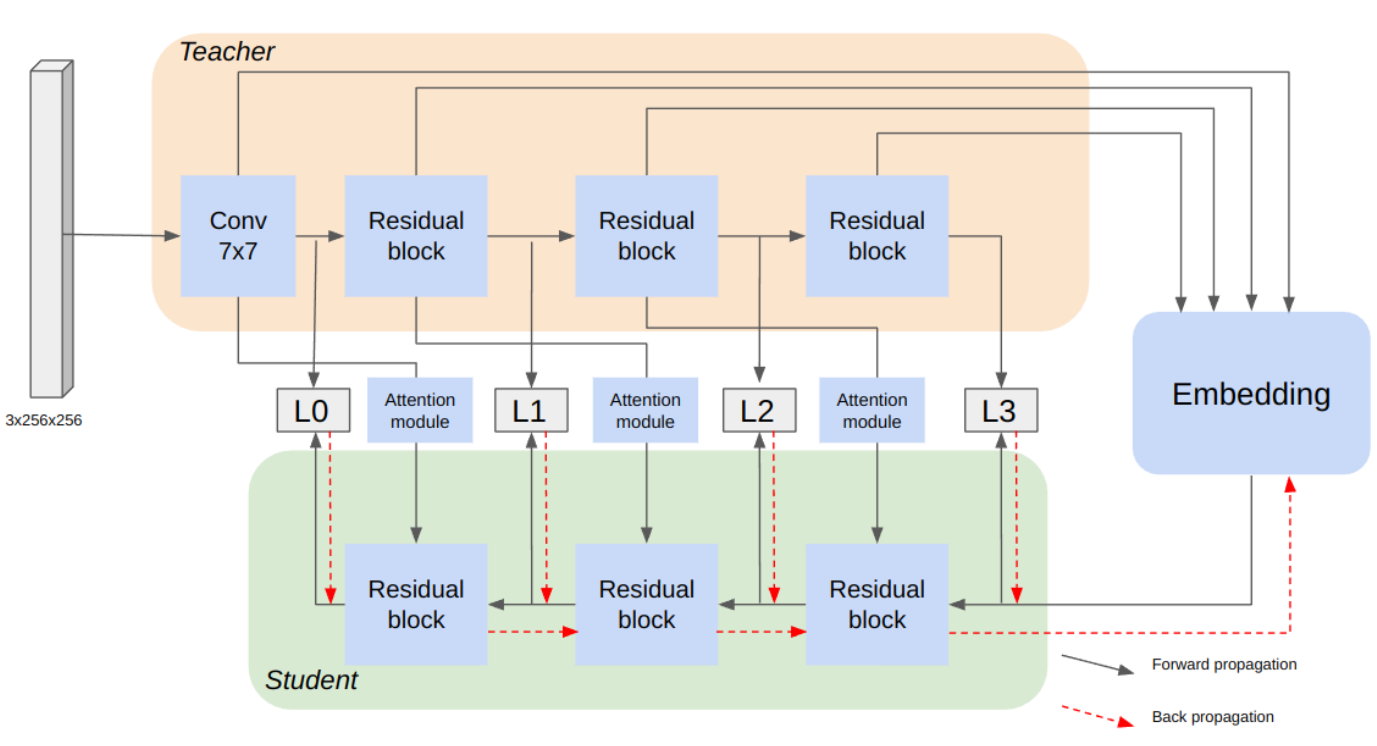 Teacher
Conv
7x7
Residual
block
Residual
block
Residual
block
3x256x256
L0
Attention
module
L1
Attention
module
L2
Attention
module
L3
Embedding
Residual
block
Residual
block
Residual
block
Student
Forward propagation
Back propagation